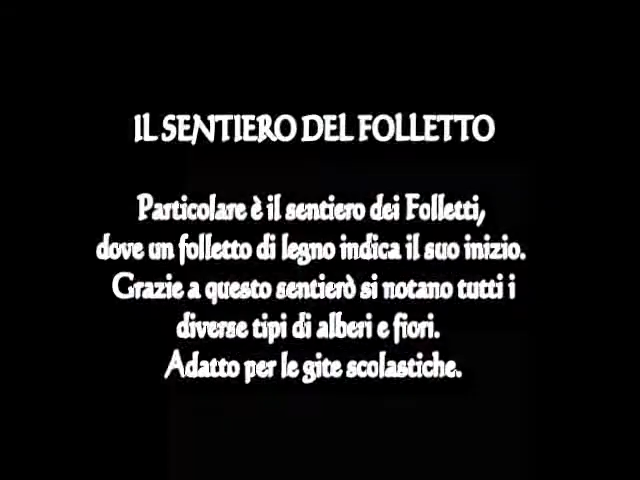 IL SENTIERO DEL FOLLETTO
Particolare è il sentiero dei Folletti,
dove un folletto di legno indica il suo inizio.
Grazie a questo sentierò si notano tutti i
diverse tipi di alberi e fiori.
Adatto per le gite scolastiche.